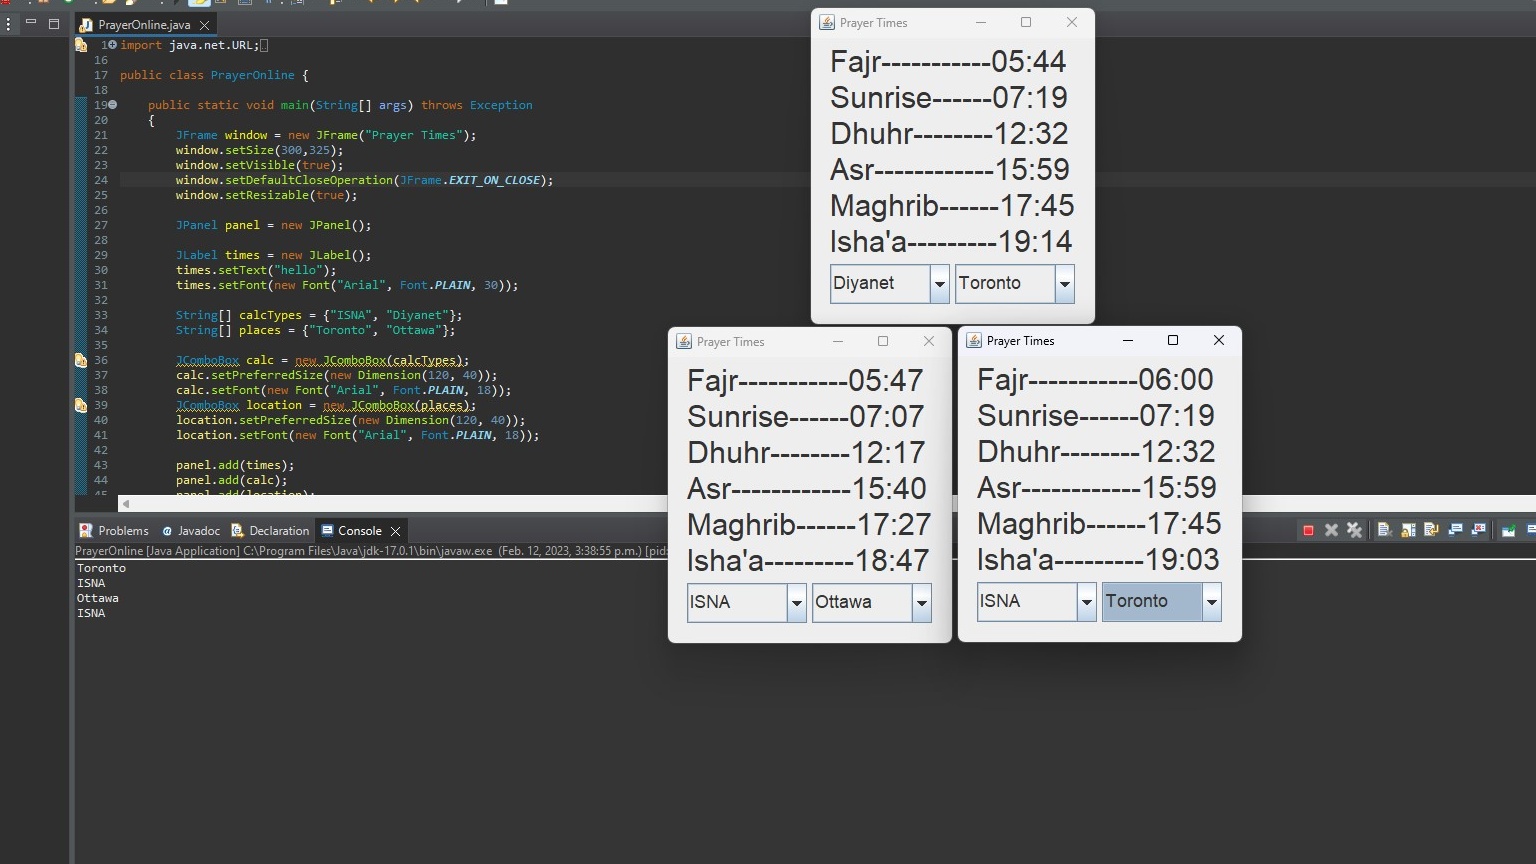 PrayerOnline.java
1 import java.net.URL;
16
17 public class PrayerOnline {
18
19 public static void main(String[] args) throws Exception
20 {
21 JFrame window = new JFrame("Prayer Times");
22 window.setSize(300,325);
23 window.setVisible(true);
24 window.setDefaultCloseOperation(JFrame.EXIT_ON_CLOSE);
25 window.setResizable(true);
26
27 JPanel panel = new JPanel();
28
29 JLabel times = new JLabel();
30 times.setText("hello");
31 times.setFont(new Font("Arial", Font.PLAIN, 30));
32
33 String[] calcTypes = {"ISNA", "Diyanet"};
34 String[] places = {"Toronto", "Ottawa"};
35
36 JComboBox calc = new JComboBox(calcTypes);
37 calc.setPreferredSize(new Dimension(120, 40));
38 calc.setFont(new Font("Arial", Font.PLAIN, 18));
39 JComboBox location = new JComboBox(places);
40 location.setPreferredSize(new Dimension(120, 40));
41 location.setFont(new Font("Arial", Font.PLAIN, 18));
42
43 panel.add(times);
44 panel.add(calc);
45 panel.add(location);
Prayer Times
Fajr-----------05:44
Sunrise------07:19
Dhuhr--------12:32
Asr------------15:59
Maghrib------17:45
Isha'a---------19:14
Diyanet Toronto
Prayer Times
Fajr-----------05:47
Sunrise------07:07
Dhuhr--------12:17
Asr------------15:40
Maghrib------17:27
Isha'a---------18:47
ISNA Ottawa
Prayer Times
Fajr-----------06:00
Sunrise------07:19
Dhuhr--------12:32
Asr------------15:59
Maghrib------17:45
Isha'a---------19:03
ISNA Toronto
Problems @ Javadoc Declaration Console
PrayerOnline [Java Application] C:\Program Files\Java\jdk-17.0.1\bin\javaw.exe (Feb. 12, 2023, 3:38:55 p.m.) [pid:
Toronto
ISNA
Ottawa
ISNA